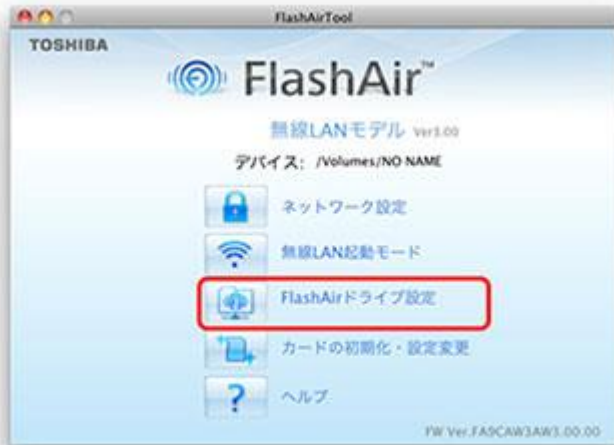 FlashAirTool
TOSHIBA
FlashAir™
無線LANモデル Ver3.00
デバイス: /Volumes/NO NAME
ネットワーク設定
無線LAN起動モード
FlashAirドライブ設定
カードの初期化・設定変更
ヘルプ
FW Ver.FA9CAW3AW3.00.00